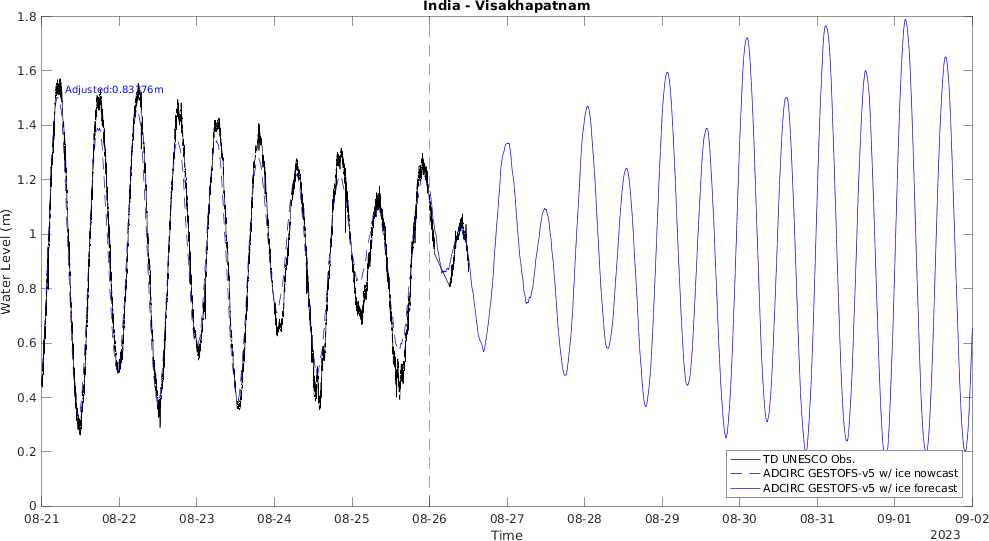 India - Visakhapatnam
Adjusted:0.83276m
Water Level (m)
1.8
1.6
1.4
1.2
1
0.8
0.6
0.4
0.2
0
TD UNESCO Obs.
ADCIRC GESTOFS-v5 w/ ice nowcast
ADCIRC GESTOFS-v5 w/ ice forecast
08-21 08-22 08-23 08-24 08-25 08-26 08-27 08-28 08-29 08-30 08-31 09-01 09-02
Time
2023